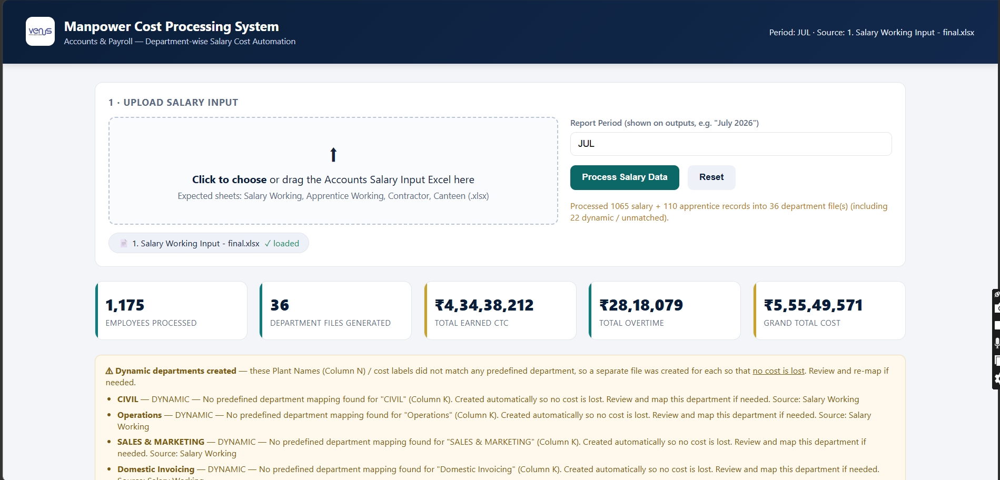 venus
Manpower Cost Processing System
Accounts & Payroll — Department-wise Salary Cost Automation
Period: JUL · Source: 1. Salary Working Input - final.xlsx
1 · UPLOAD SALARY INPUT
Click to choose or drag the Accounts Salary Input Excel here
Expected sheets: Salary Working, Apprentice Working, Contractor, Canteen (.xlsx)
1. Salary Working Input - final.xlsx ✓ loaded
Report Period (shown on outputs, e.g. "July 2026")
JUL
Process Salary Data
Reset
Processed 1065 salary + 110 apprentice records into 36 department file(s) (including
22 dynamic / unmatched).
1,175
EMPLOYEES PROCESSED
36
DEPARTMENT FILES GENERATED
₹4,34,38,212
TOTAL EARNED CTC
₹28,18,079
TOTAL OVERTIME
₹5,55,49,571
GRAND TOTAL COST
⚠ Dynamic departments created — these Plant Names (Column N) / cost labels did not match any predefined department, so a separate file was created for each so that no cost is lost. Review and re-map if
needed.
• CIVIL — DYNAMIC — No predefined department mapping found for "CIVIL" (Column K). Created automatically so no cost is lost. Review and map this department if needed. Source: Salary Working
• Operations — DYNAMIC — No predefined department mapping found for "Operations" (Column K). Created automatically so no cost is lost. Review and map this department if needed. Source: Salary
Working
• SALES & MARKETING — DYNAMIC — No predefined department mapping found for "SALES & MARKETING" (Column K). Created automatically so no cost is lost. Review and map this department if
needed. Source: Salary Working
• Domestic Invoicing — DYNAMIC — No predefined department mapping found for "Domestic Invoicing" (Column K). Created automatically so no cost is lost. Review and map this department if needed.
Source: Salary Working